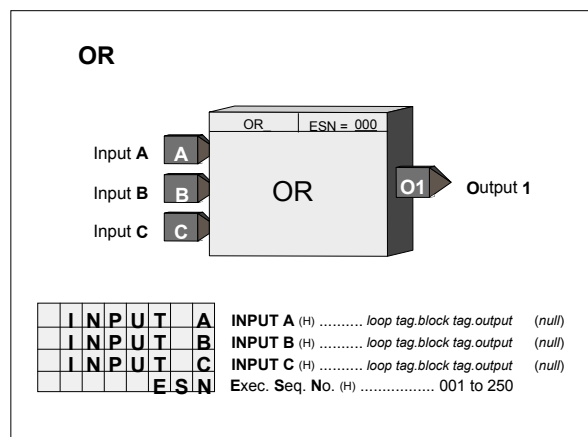 OR
OR_ ESN = 000
Input A A
Input B B
Input C C
OR
O1 Output 1
INPUT A INPUT A (H) .......... loop tag.block tag.output (null)
INPUT B INPUT B (H) .......... loop tag.block tag.output (null)
INPUT C INPUT C (H) .......... loop tag.block tag.output (null)
ESN Exec. Seq. No. (H) ................. 001 to 250